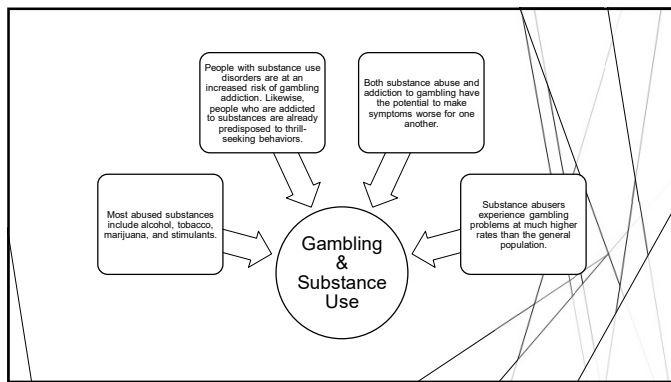 People with substance use
disorders are at an
increased risk of gambling
addiction. Likewise,
people who are addicted
to substances are already
predisposed to thrill-
seeking behaviors.
Both substance abuse and
addiction to gambling have
the potential to make
symptoms worse for one
another.
Most abused substances
include alcohol, tobacco,
marijuana, and stimulants.
Substance abusers
experience gambling
problems at much higher
rates than the general
population.
Gambling
&
Substance
Use